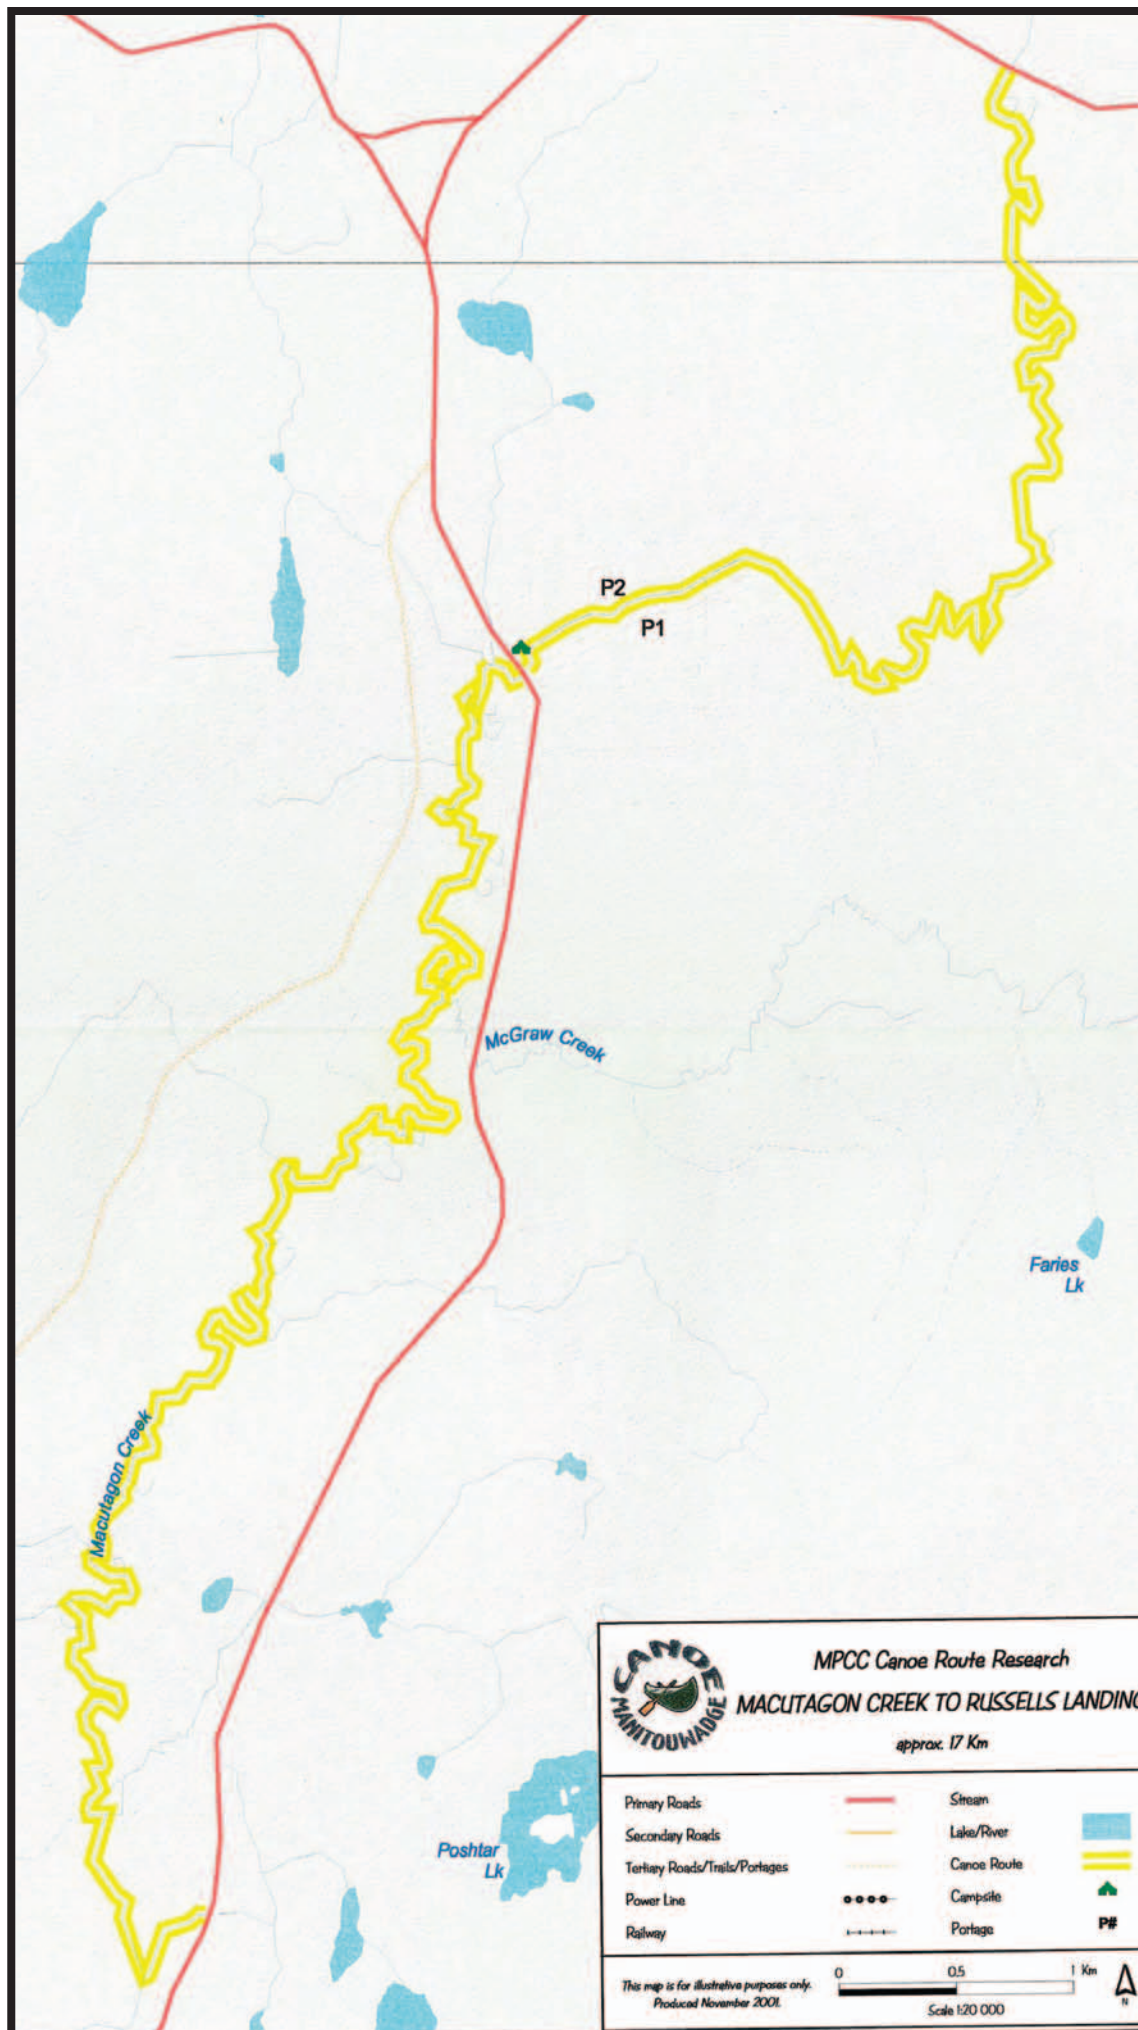 P2
P1
McGraw Creek
Faries
Lk
Macutagon Creek
Poshtar
Lk
CANOE
MANITOUWADGE
MPCC Canoe Route Research
MACUTAGON CREEK TO RUSSELLS LANDING
approx. 17 Km
Primary Roads
Secondary Roads
Tertiary Roads/Trails/Portages
Power Line
Railway
Stream
Lake/River
Canoe Route
Campsite
Portage P#
This map is for illustrative purposes only.
Produced November 2001.
0 0.5 1 Km
Scale 1:20 000
N